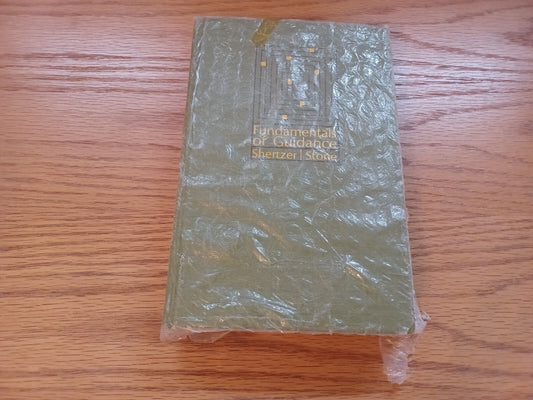 Fundamentals
of Guidance
Shertzer | Stone